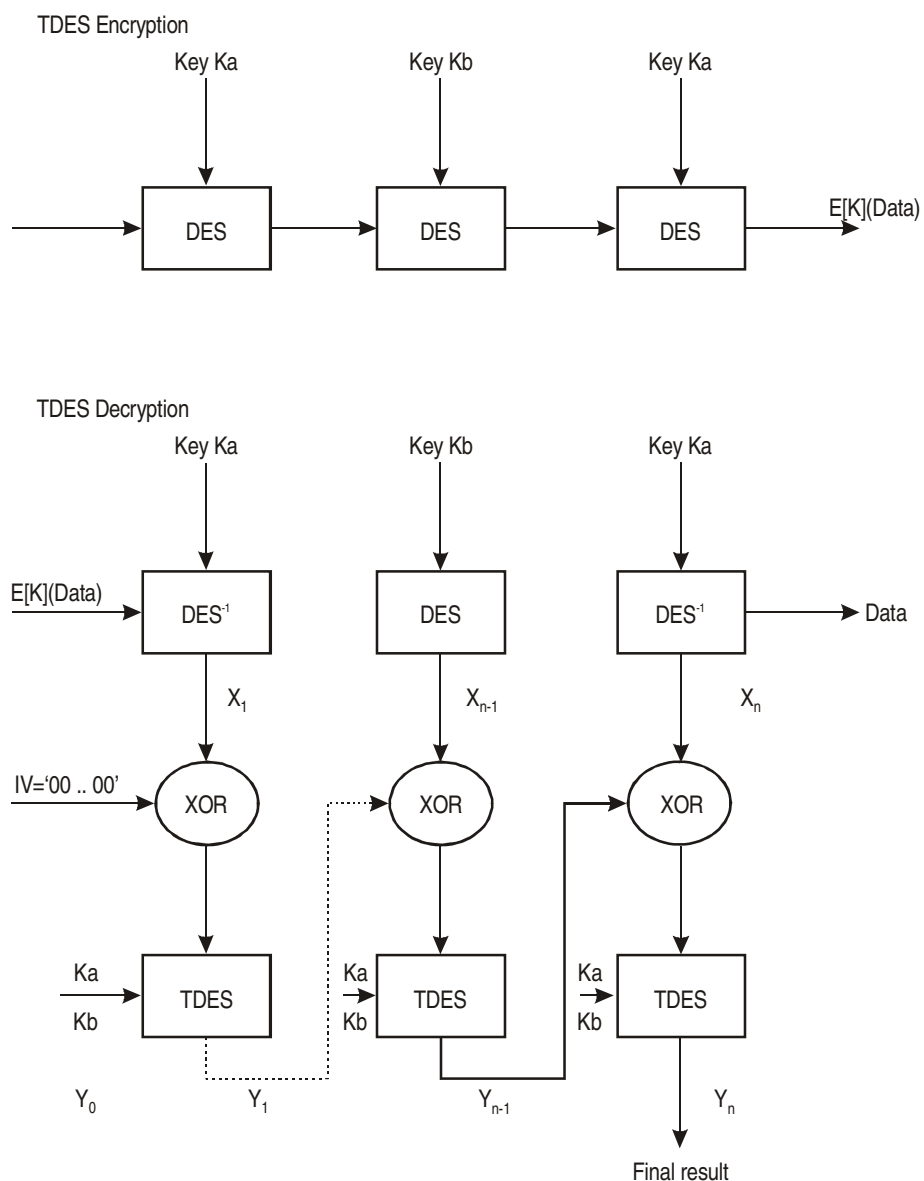 TDES Encryption
Key Ka
Key Kb
Key Ka
DES
DES
DES
E[K](Data)
TDES Decryption
Key Ka
Key Kb
Key Ka
E[K](Data)
DES⁻¹
DES
DES⁻¹
Data
X₁
Xₙ₋₁
Xₙ
IV=‘00 .. 00’
XOR
XOR
XOR
Ka
Kb
TDES
Ka
Kb
TDES
Ka
Kb
TDES
Y₀
Y₁
Yₙ₋₁
Yₙ
Final result